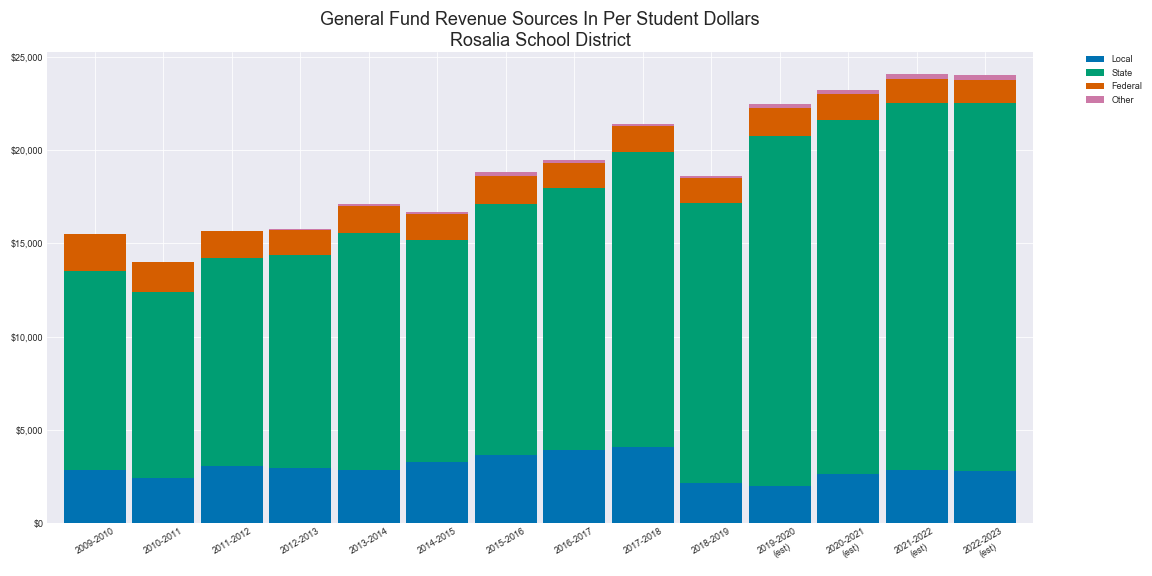 General Fund Revenue Sources In Per Student Dollars
Rosalia School District
$25,000
$20,000
$15,000
$10,000
$5,000
$0
2009-2010
2010-2011
2011-2012
2012-2013
2013-2014
2014-2015
2015-2016
2016-2017
2017-2018
2018-2019
2019-2020
(est)
2020-2021
(est)
2021-2022
(est)
2022-2023
(est)
Local
State
Federal
Other